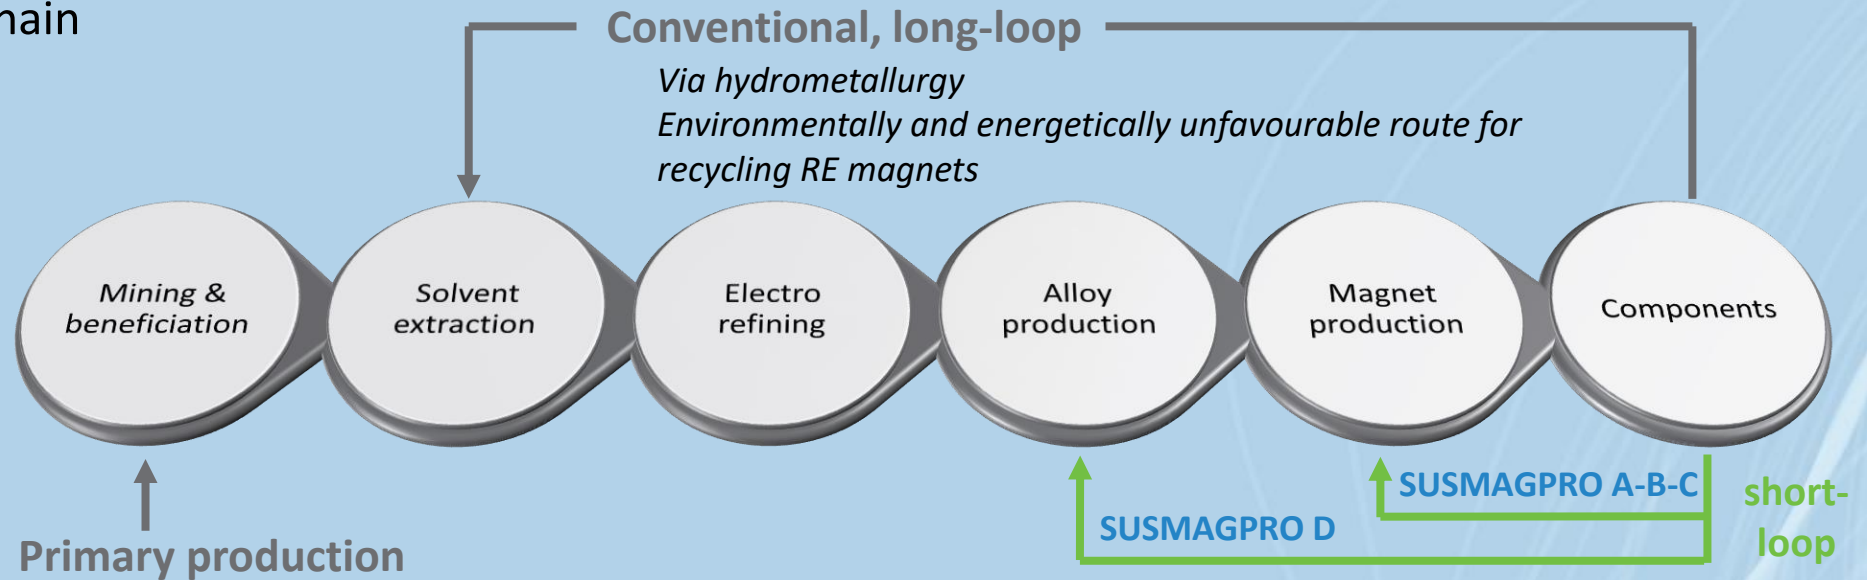 Conventional, long-loop
Via hydrometallurgy
Environmentally and energetically unfavourable route for
recycling RE magnets
Mining &
beneficiation
Solvent
extraction
Electro
refining
Alloy
production
Magnet
production
Components
SUSMAGPRO A-B-C
SUSMAGPRO D
short-
loop
Primary production